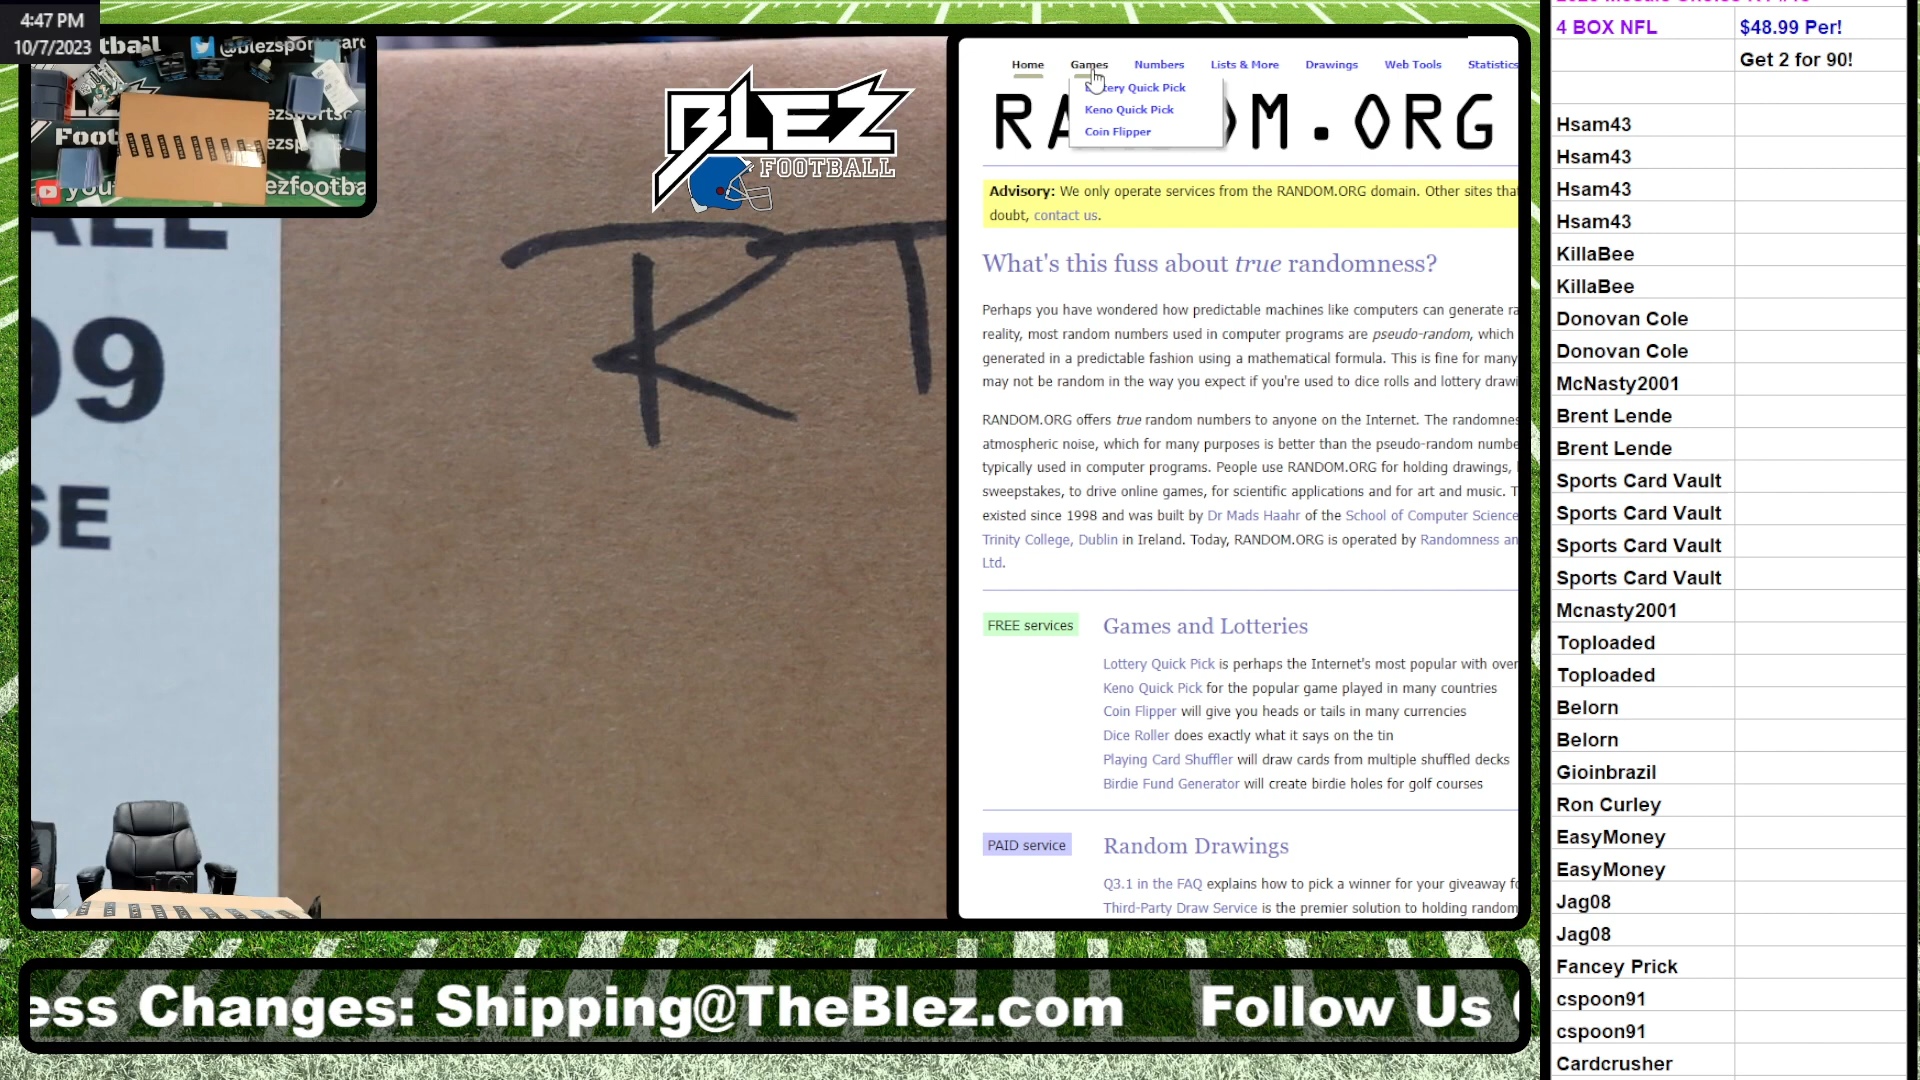 4:47 PM
10/7/2023
tball
@blezsportscard
Foot
ezsports
you
ezfootba
ALL
09
SE
RT
BLEZ
FOOTBALL
Home Games Numbers Lists & More Drawings Web Tools Statistics
ttery Quick Pick
Keno Quick Pick
Coin Flipper
RA M.ORG
Advisory: We only operate services from the RANDOM.ORG domain. Other sites that
doubt, contact us.
What's this fuss about true randomness?
Perhaps you have wondered how predictable machines like computers can generate ra
reality, most random numbers used in computer programs are pseudo-random, which
generated in a predictable fashion using a mathematical formula. This is fine for many
may not be random in the way you expect if you're used to dice rolls and lottery drawi
RANDOM.ORG offers true random numbers to anyone on the Internet. The randomnes
atmospheric noise, which for many purposes is better than the pseudo-random numbe
typically used in computer programs. People use RANDOM.ORG for holding drawings,
sweepstakes, to drive online games, for scientific applications and for art and music. T
existed since 1998 and was built by Dr Mads Haahr of the School of Computer Science
Trinity College, Dublin in Ireland. Today, RANDOM.ORG is operated by Randomness an
Ltd.
FREE services
Games and Lotteries
Lottery Quick Pick is perhaps the Internet's most popular with over
Keno Quick Pick for the popular game played in many countries
Coin Flipper will give you heads or tails in many currencies
Dice Roller does exactly what it says on the tin
Playing Card Shuffler will draw cards from multiple shuffled decks
Birdie Fund Generator will create birdie holes for golf courses
PAID service
Random Drawings
Q3.1 in the FAQ explains how to pick a winner for your giveaway fo
Third-Party Draw Service is the premier solution to holding random
4 BOX NFL $48.99 Per!
Get 2 for 90!
Hsam43
Hsam43
Hsam43
Hsam43
KillaBee
KillaBee
Donovan Cole
Donovan Cole
McNasty2001
Brent Lende
Brent Lende
Sports Card Vault
Sports Card Vault
Sports Card Vault
Sports Card Vault
Mcnasty2001
Toploaded
Toploaded
Belorn
Belorn
Gioinbrazil
Ron Curley
EasyMoney
EasyMoney
Jag08
Jag08
Fancey Prick
cspoon91
cspoon91
Cardcrusher
ess Changes: Shipping@TheBlez.com Follow Us